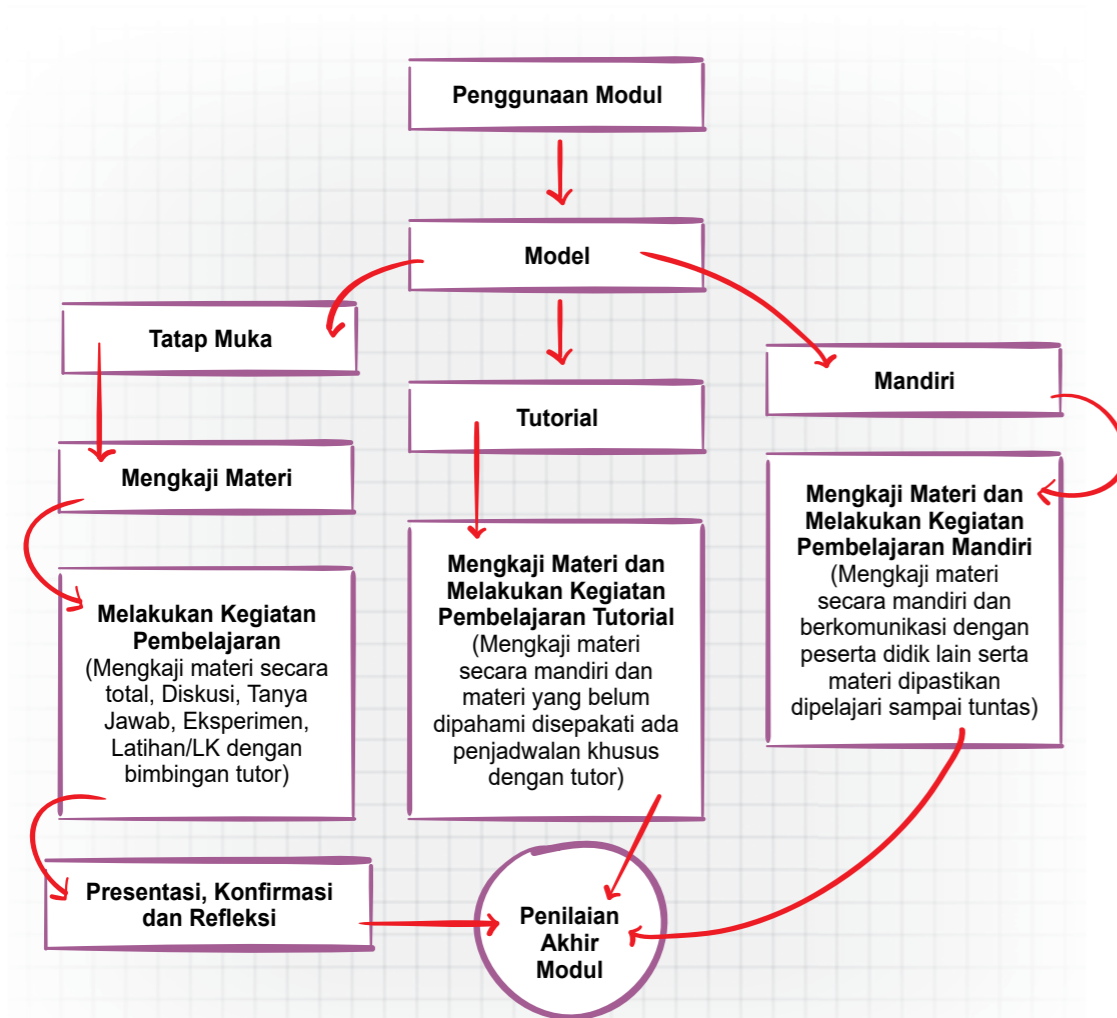 Penggunaan Modul
Model
Tatap Muka
Mengkaji Materi
Melakukan Kegiatan
Pembelajaran
(Mengkaji materi secara
total, Diskusi, Tanya
Jawab, Eksperimen,
Latihan/LK dengan
bimbingan tutor)
Presentasi, Konfirmasi
dan Refleksi
Tutorial
Mengkaji Materi dan
Melakukan Kegiatan
Pembelajaran Tutorial
(Mengkaji materi
secara mandiri dan
materi yang belum
dipahami disepakati ada
penjadwalan khusus
dengan tutor)
Mandiri
Mengkaji Materi dan
Melakukan Kegiatan
Pembelajaran Mandiri
(Mengkaji materi
secara mandiri dan
berkomunikasi dengan
peserta didik lain serta
materi dipastikan
dipelajari sampai tuntas)
Penilaian
Akhir
Modul